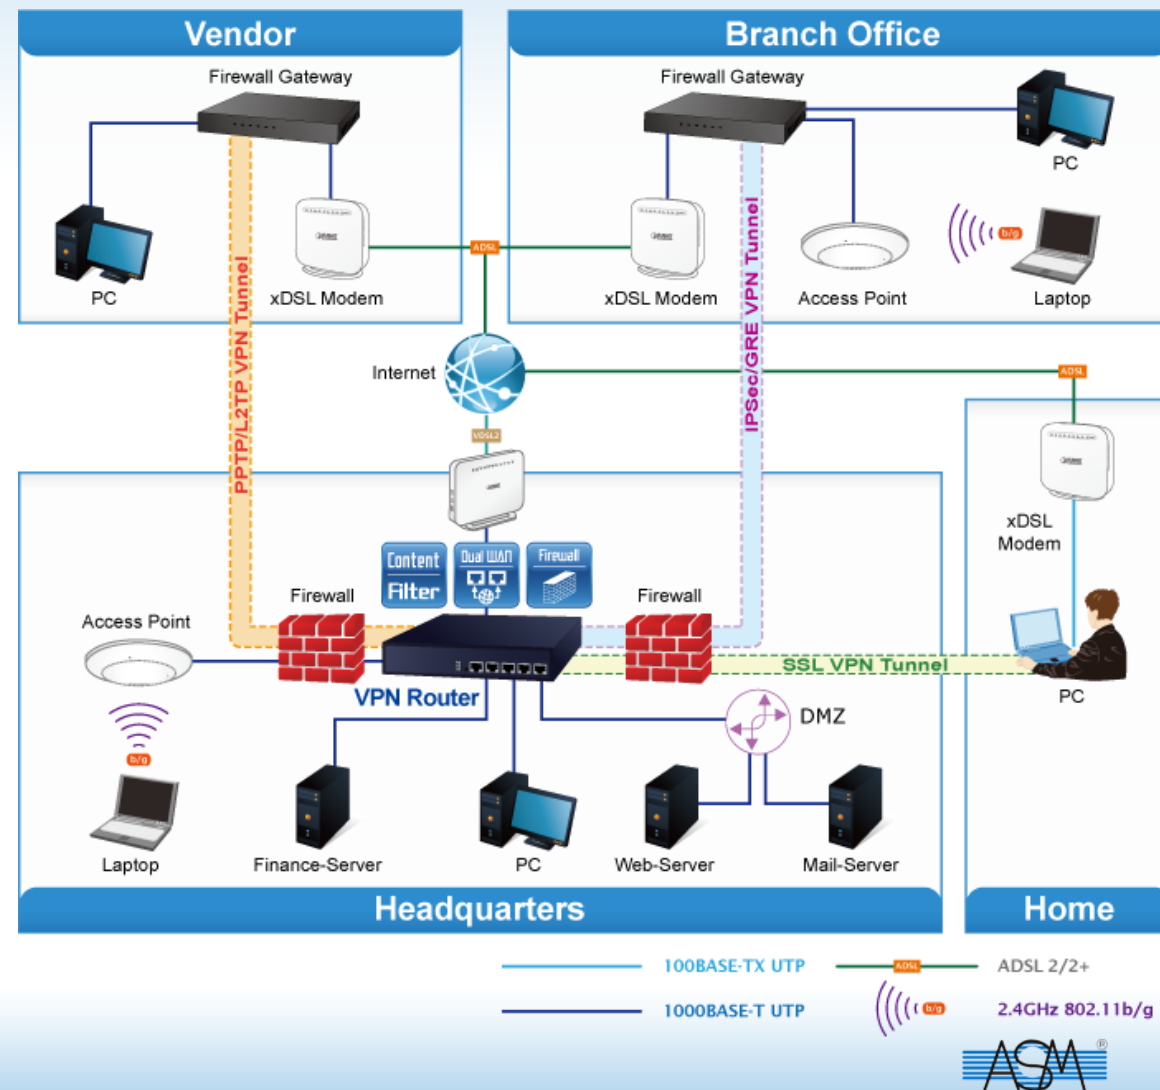 Vendor
Branch Office
Firewall Gateway
Firewall Gateway
PC
PC
xDSL Modem
ADSL
xDSL Modem
Access Point
b/g
Laptop
PPTP/L2TP VPN Tunnel
IPSec/GRE VPN Tunnel
Internet
ADSL
VDSL2
xDSL
Modem
Content
Filter
Dual WAN
Firewall
Firewall
Firewall
Access Point
VPN Router
SSL VPN Tunnel
PC
DMZ
b/g
Laptop
Finance-Server
PC
Web-Server
Mail-Server
Headquarters
Home
100BASE-TX UTP
ADSL
ADSL 2/2+
1000BASE-T UTP
b/g
2.4GHz 802.11b/g
ASM
®